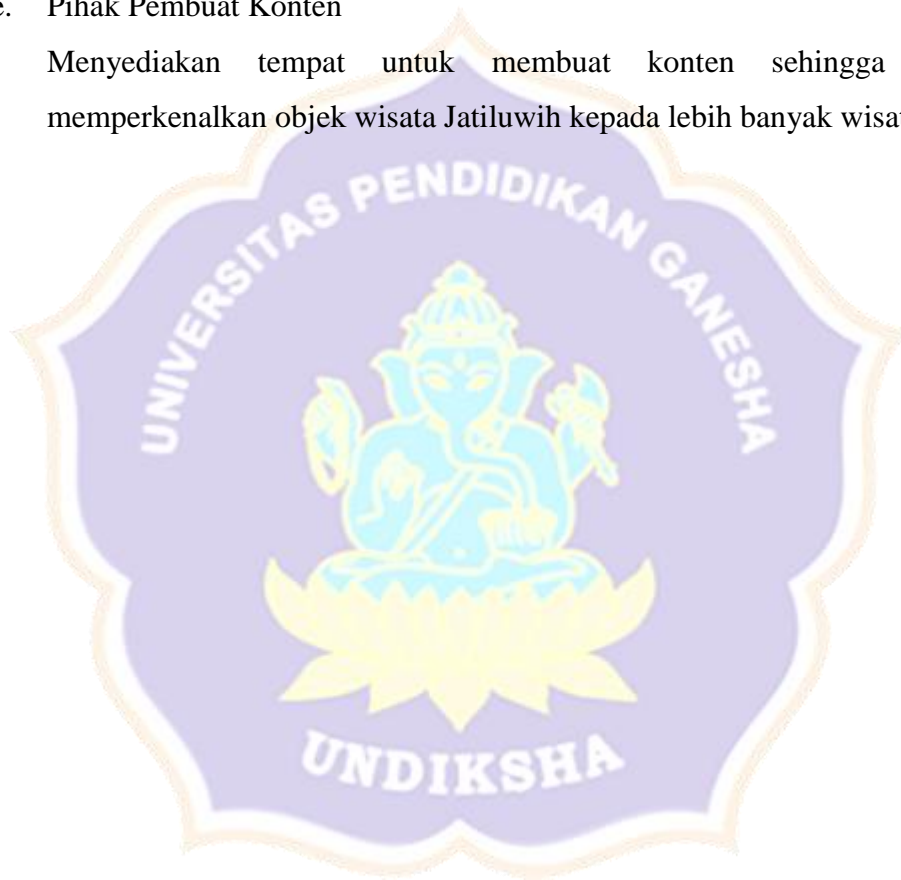 e. Pihak Pembuat Konten
Menyediakan tempat untuk membuat konten sehingga
memperkenalkan objek wisata Jatiluwih kepada lebih banyak
UNIVERSITAS PENDIDIKAN GANESHA
UNDIKSHA